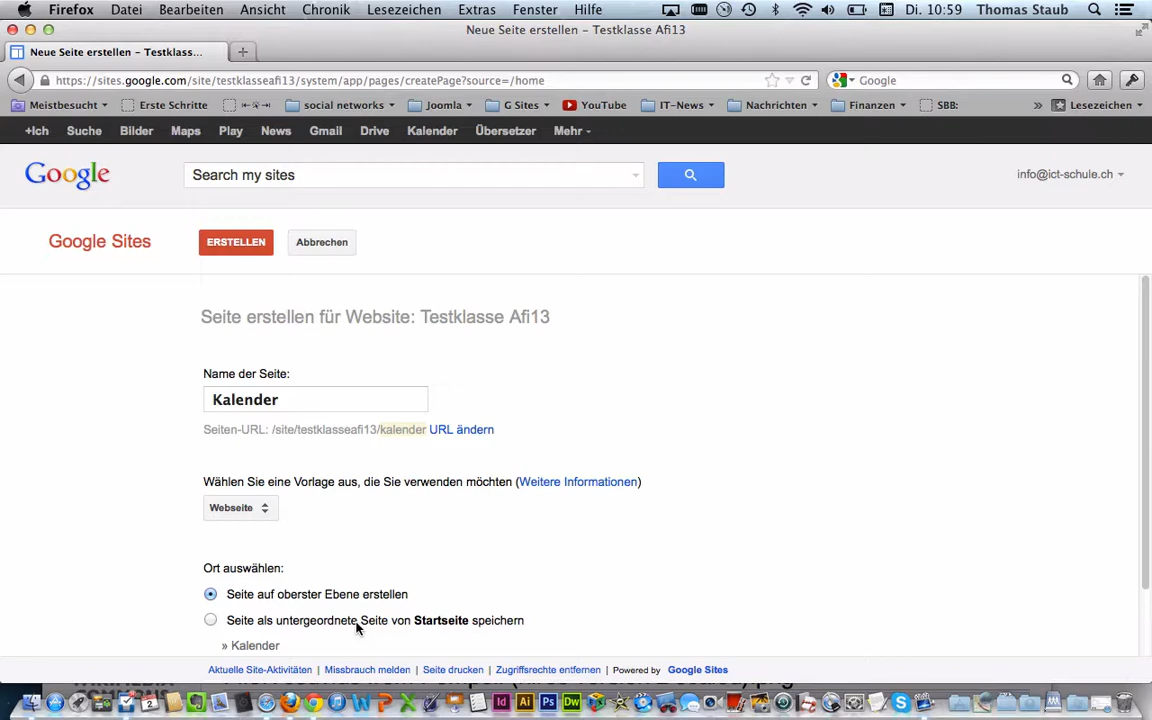 Firefox Datei Bearbeiten Ansicht Chronik Lesezeichen Extras Fenster Hilfe Di. 10:59 Thomas Staub
Neue Seite erstellen – Testklasse Afi13
Neue Seite erstellen – Testklass...
https://sites.google.com/site/testklasseafi13/system/app/pages/createPage?source=/home Google
Meistbesucht Erste Schritte social networks Joomla G Sites YouTube IT-News Nachrichten Finanzen SBB: » Lesezeichen
+Ich Suche Bilder Maps Play News Gmail Drive Kalender Übersetzer Mehr
Google Search my sites info@ict-schule.ch
Google Sites ERSTELLEN Abbrechen
Seite erstellen für Website: Testklasse Afi13
Name der Seite:
Kalender
Seiten-URL: /site/testklasseafi13/kalender URL ändern
Wählen Sie eine Vorlage aus, die Sie verwenden möchten (Weitere Informationen)
Webseite
Ort auswählen:
Seite auf oberster Ebene erstellen
Seite als untergeordnete Seite von Startseite speichern
» Kalender
Aktuelle Site-Aktivitäten | Missbrauch melden | Seite drucken | Zugriffsrechte entfernen | Powered by Google Sites